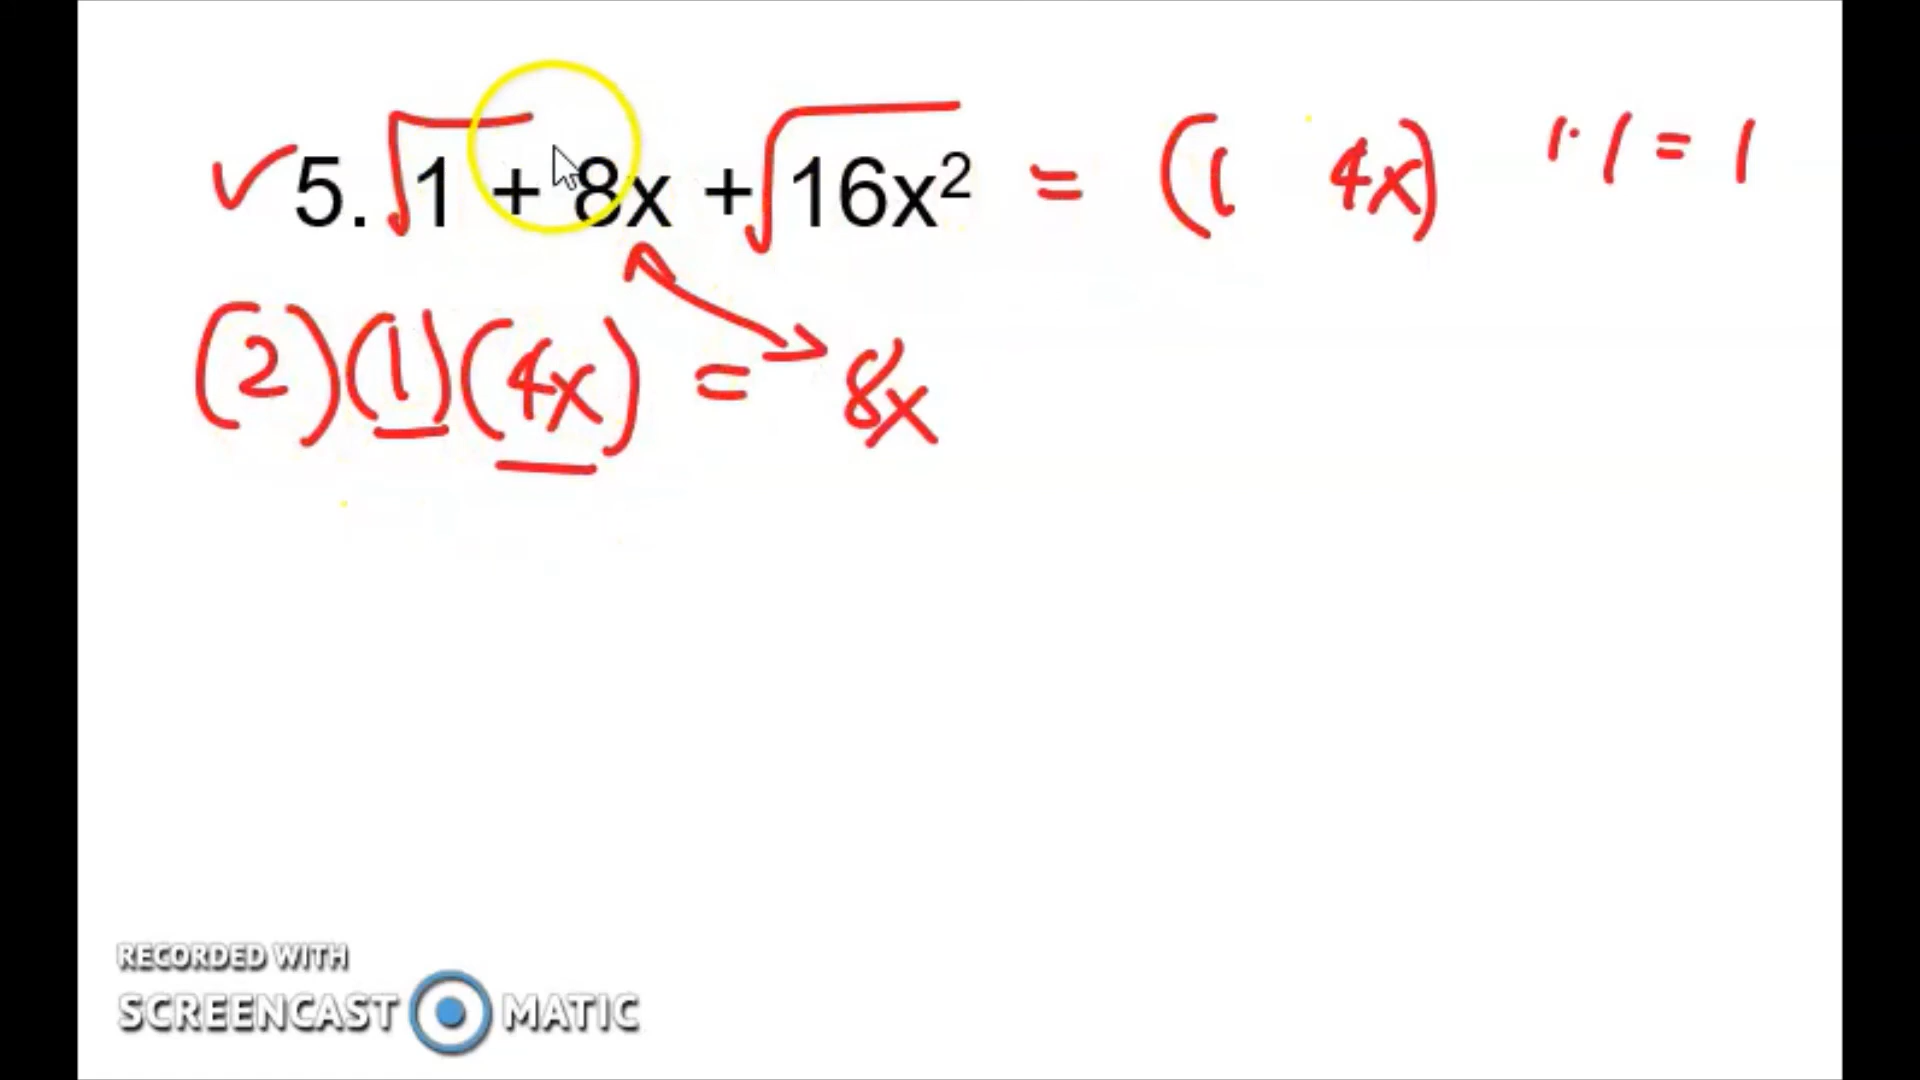 ✓ 5. √1 + 8x + √16x² = (1 4x) 1·1 = 1
(2)(1)(4x) = 8x
RECORDED WITH
SCREENCAST MATIC